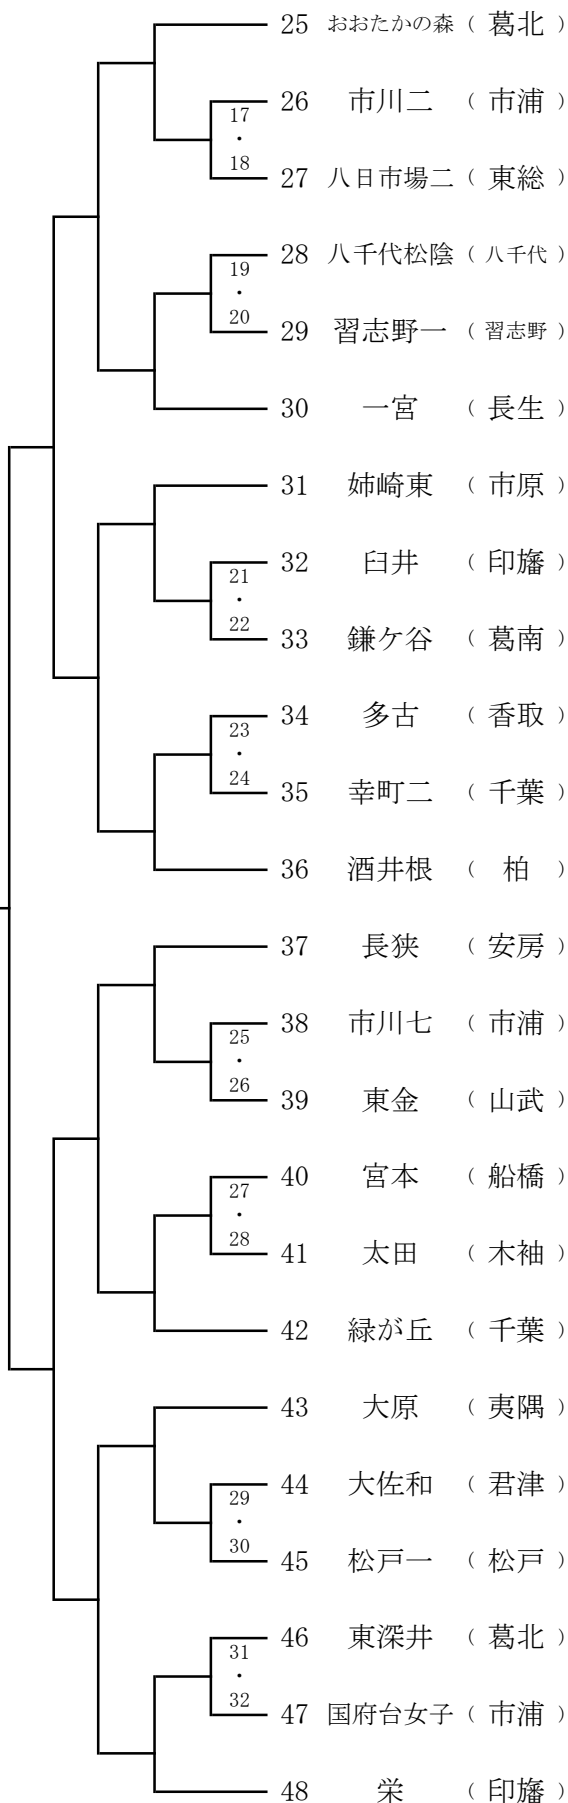 25 おおたかの森 ( 葛北 )
26 市川二 ( 市浦 )
17
・
18
27 八日市場二 ( 東総 )
28 八千代松陰 ( 八千代 )
19
・
20
29 習志野一 ( 習志野 )
30 一宮 ( 長生 )
31 姉崎東 ( 市原 )
32 臼井 ( 印旛 )
21
・
22
33 鎌ケ谷 ( 葛南 )
34 多古 ( 香取 )
23
・
24
35 幸町二 ( 千葉 )
36 酒井根 ( 柏 )
37 長狭 ( 安房 )
38 市川七 ( 市浦 )
25
・
26
39 東金 ( 山武 )
40 宮本 ( 船橋 )
27
・
28
41 太田 ( 木袖 )
42 緑が丘 ( 千葉 )
43 大原 ( 夷隅 )
44 大佐和 ( 君津 )
29
・
30
45 松戸一 ( 松戸 )
46 東深井 ( 葛北 )
31
・
32
47 国府台女子 ( 市浦 )
48 栄 ( 印旛 )